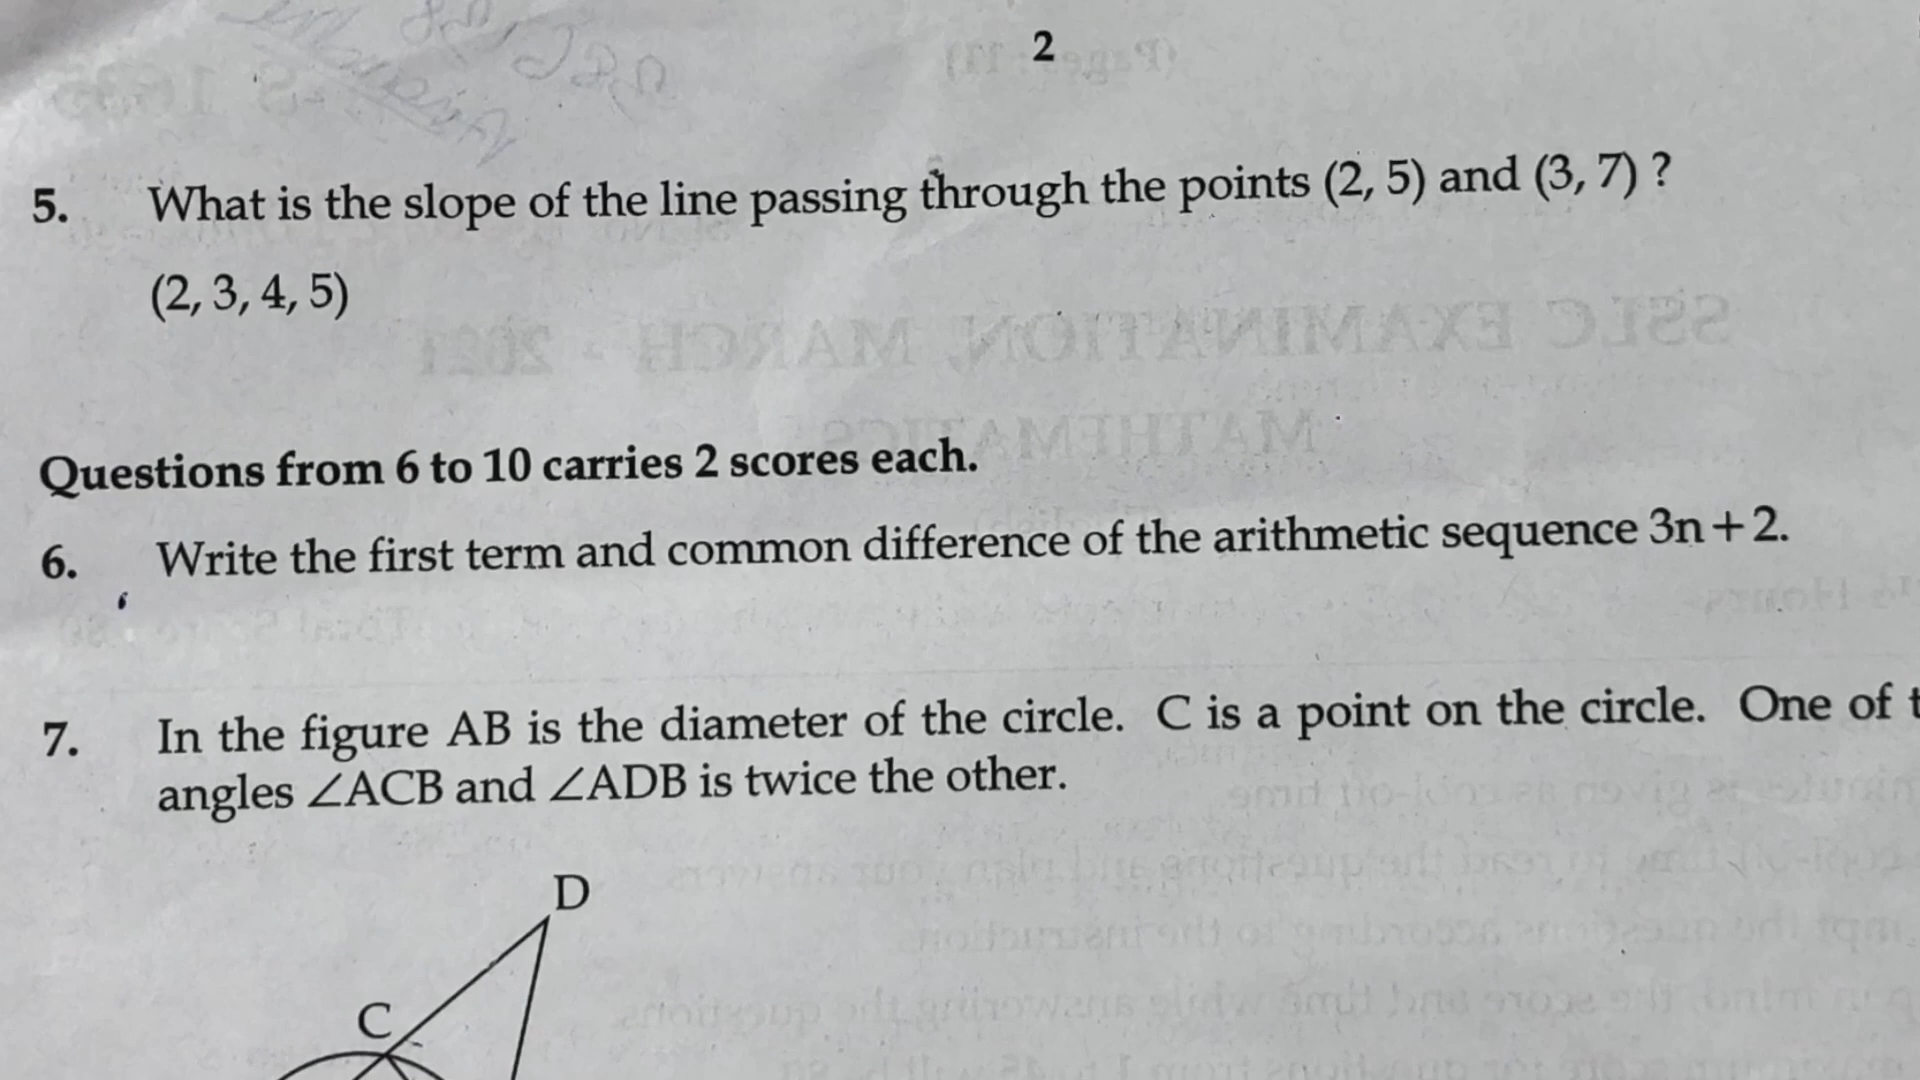 2
5. What is the slope of the line passing through the points (2, 5) and (3, 7) ?
(2, 3, 4, 5)
Questions from 6 to 10 carries 2 scores each.
6. Write the first term and common difference of the arithmetic sequence 3n+2.
7. In the figure AB is the diameter of the circle. C is a point on the circle. One of
angles ∠ACB and ∠ADB is twice the other.
D
C